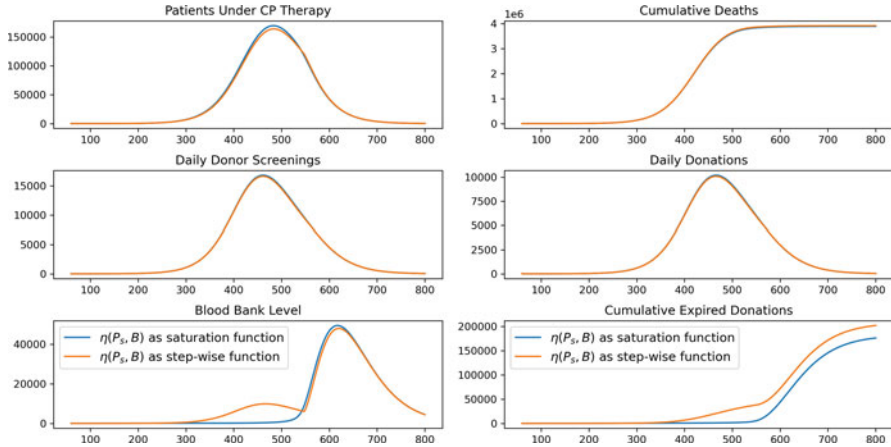 Patients Under CP Therapy
150000
100000
50000
0
100 200 300 400 500 600 700 800
Cumulative Deaths
1e6
4
3
2
1
0
100 200 300 400 500 600 700 800
Daily Donor Screenings
15000
10000
5000
0
100 200 300 400 500 600 700 800
Daily Donations
10000
7500
5000
2500
0
100 200 300 400 500 600 700 800
Blood Bank Level
η(Pₛ, B) as saturation function
η(Pₛ, B) as step-wise function
40000
20000
0
100 200 300 400 500 600 700 800
Cumulative Expired Donations
η(Pₛ, B) as saturation function
η(Pₛ, B) as step-wise function
200000
150000
100000
50000
0
100 200 300 400 500 600 700 800